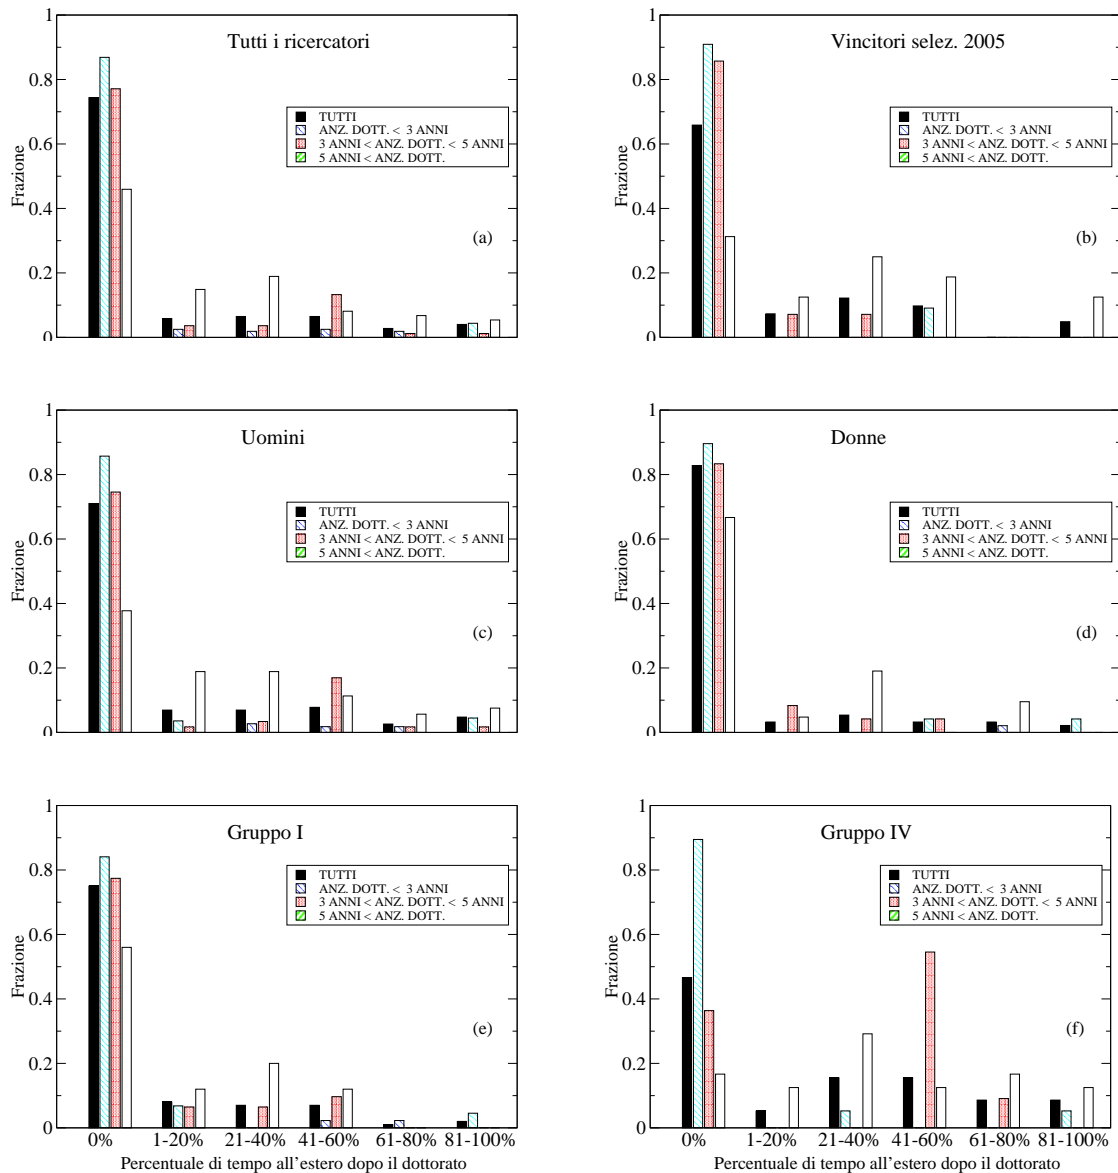 Tutti i ricercatori
Frazione
1
0.8
0.6
0.4
0.2
0
TUTTI
ANZ. DOTT. < 3 ANNI
3 ANNI < ANZ. DOTT. < 5 ANNI
5 ANNI < ANZ. DOTT.
(a)
Vincitori selez. 2005
Frazione
1
0.8
0.6
0.4
0.2
0
TUTTI
ANZ. DOTT. < 3 ANNI
3 ANNI < ANZ. DOTT. < 5 ANNI
5 ANNI < ANZ. DOTT.
(b)
Uomini
Frazione
1
0.8
0.6
0.4
0.2
0
TUTTI
ANZ. DOTT. < 3 ANNI
3 ANNI < ANZ. DOTT. < 5 ANNI
5 ANNI < ANZ. DOTT.
(c)
Donne
Frazione
1
0.8
0.6
0.4
0.2
0
TUTTI
ANZ. DOTT. < 3 ANNI
3 ANNI < ANZ. DOTT. < 5 ANNI
5 ANNI < ANZ. DOTT.
(d)
Gruppo I
Frazione
1
0.8
0.6
0.4
0.2
0
TUTTI
ANZ. DOTT. < 3 ANNI
3 ANNI < ANZ. DOTT. < 5 ANNI
5 ANNI < ANZ. DOTT.
(e)
0% 1-20% 21-40% 41-60% 61-80% 81-100%
Percentuale di tempo all'estero dopo il dottorato
Gruppo IV
Frazione
1
0.8
0.6
0.4
0.2
0
TUTTI
ANZ. DOTT. < 3 ANNI
3 ANNI < ANZ. DOTT. < 5 ANNI
5 ANNI < ANZ. DOTT.
(f)
0% 1-20% 21-40% 41-60% 61-80% 81-100%
Percentuale di tempo all'estero dopo il dottorato